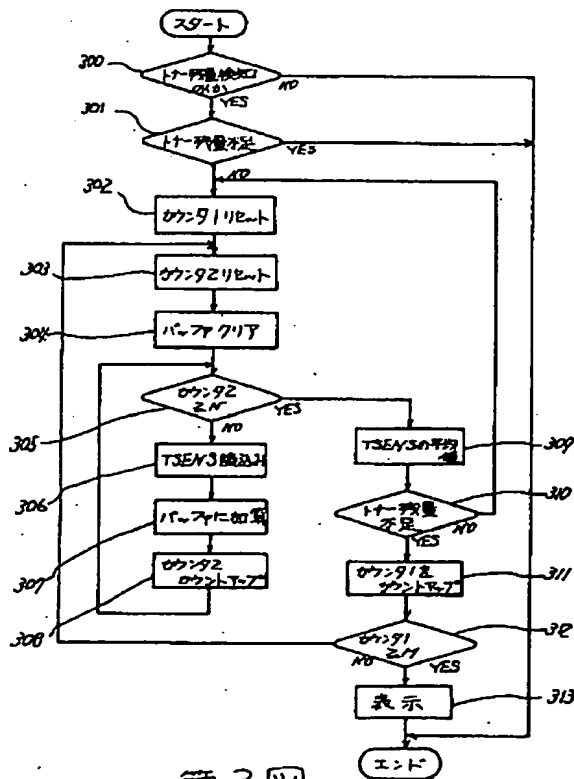 スタート
300
トナー残量検知
OKか
NO
YES
301
トナー残量不足
YES
NO
302
カウンタ1リセット
303
カウンタ2リセット
304
バッファクリア
305
カウンタ2
≧N
YES
NO
306
TSENS読込み
307
バッファに加算
308
カウンタ2
カウントアップ
TSENSの平均
値
309
トナー残量
不足
310
NO
YES
カウンタ1を
カウントアップ
311
カウンタ1
≧M
312
NO
YES
表示
313
エンド